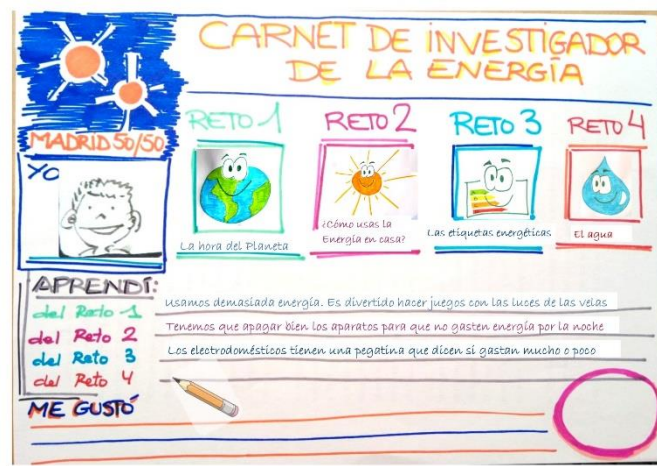 CARNET DE INVESTIGADOR
DE LA ENERGÍA
MADRID 50/50
RETO 1
RETO 2
RETO 3
RETO 4
YO
La hora del Planeta
¿Cómo usas la
Energía en casa?
Las etiquetas energéticas
El agua
APRENDÍ:
del Reto 1
Usamos demasiada energía. Es divertido hacer juegos con las luces de las velas
del Reto 2
Tenemos que apagar bien los aparatos para que no gasten energía por la noche
del Reto 3
Los electrodomésticos tienen una pegatina que dicen si gastan mucho o poco
del Reto 4
ME GUSTÓ